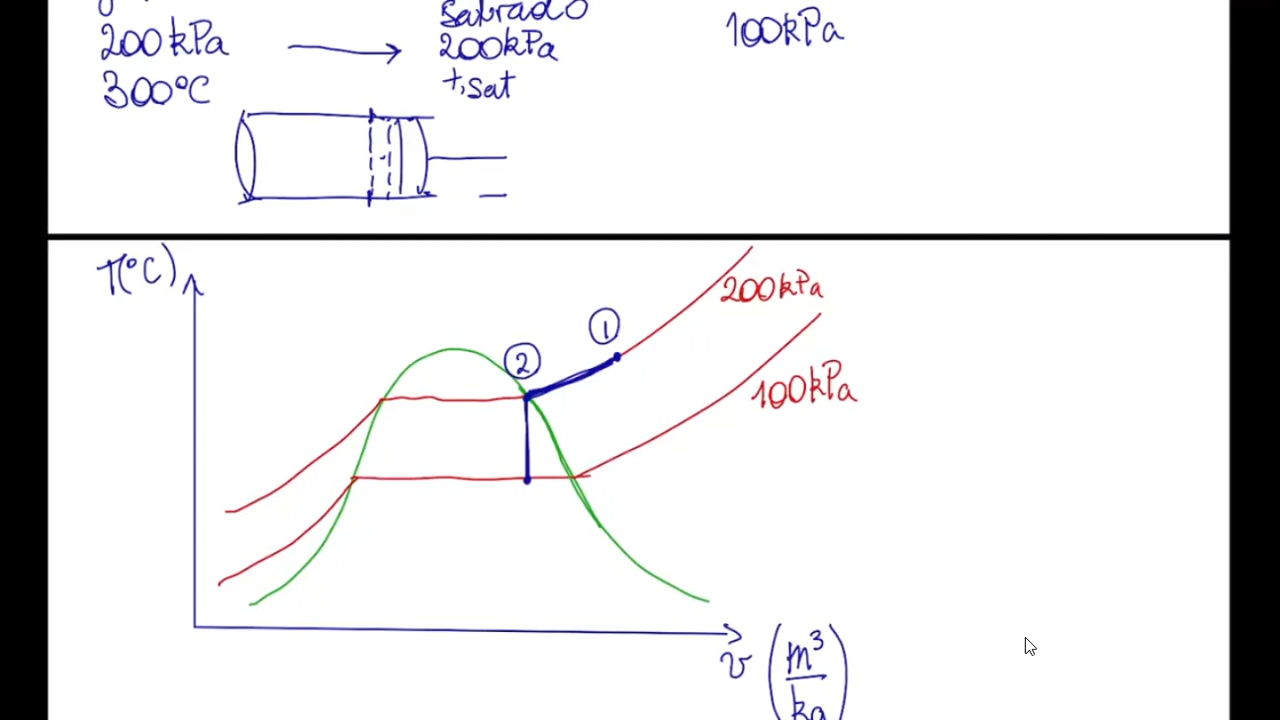 saturado
200kPa
200kPa
100kPa
300°C
t,sat
T(°C)
200kPa
1
2
100kPa
v (m³/kg)